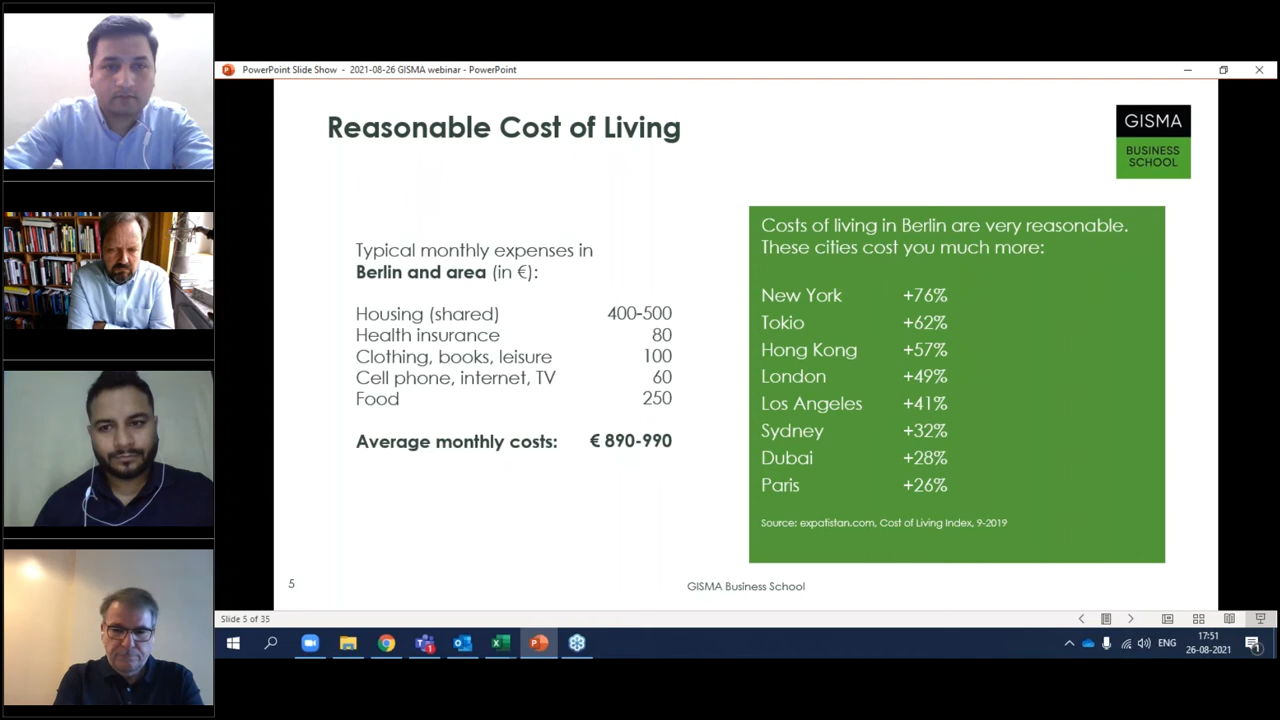 PowerPoint Slide Show - 2021-08-26 GISMA webinar - PowerPoint
Reasonable Cost of Living
GISMA
BUSINESS
SCHOOL
Typical monthly expenses in
Berlin and area (in €):
Housing (shared) 400-500
Health insurance 80
Clothing, books, leisure 100
Cell phone, internet, TV 60
Food 250
Average monthly costs: € 890-990
Costs of living in Berlin are very reasonable.
These cities cost you much more:
New York +76%
Tokio +62%
Hong Kong +57%
London +49%
Los Angeles +41%
Sydney +32%
Dubai +28%
Paris +26%
Source: expatistan.com, Cost of Living Index, 9-2019
5
GISMA Business School
Slide 5 of 35
ENG
17:51
26-08-2021
1